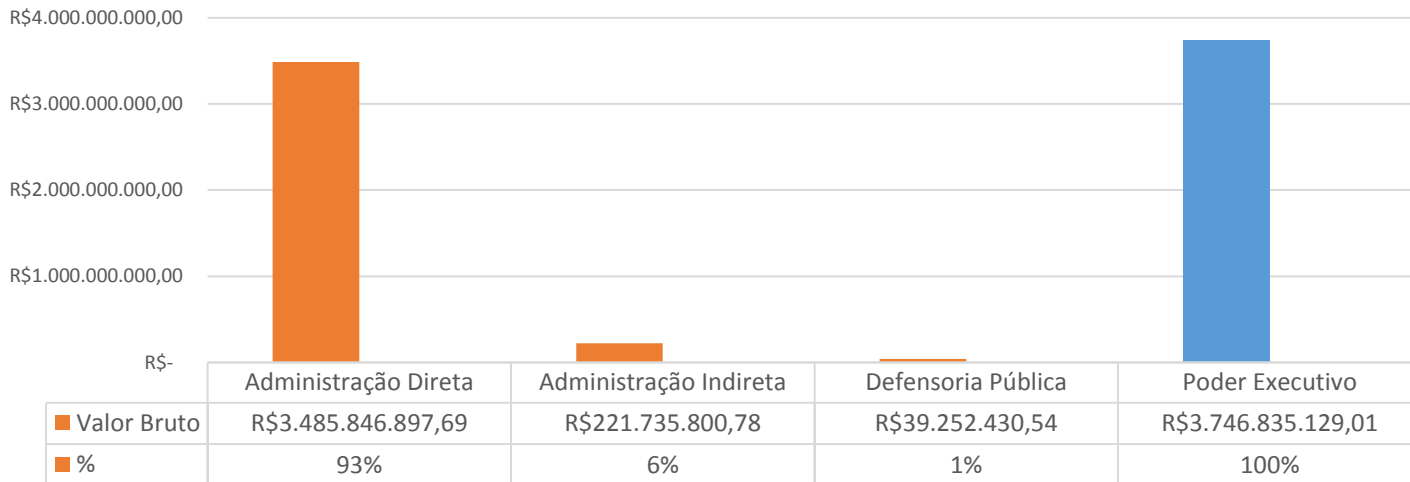 R$4.000.000.000,00
R$3.000.000.000,00
R$2.000.000.000,00
R$1.000.000.000,00
R$-
Administração Direta Administração Indireta Defensoria Pública Poder Executivo
Valor Bruto R$3.485.846.897,69 R$221.735.800,78 R$39.252.430,54 R$3.746.835.129,01
% 93% 6% 1% 100%